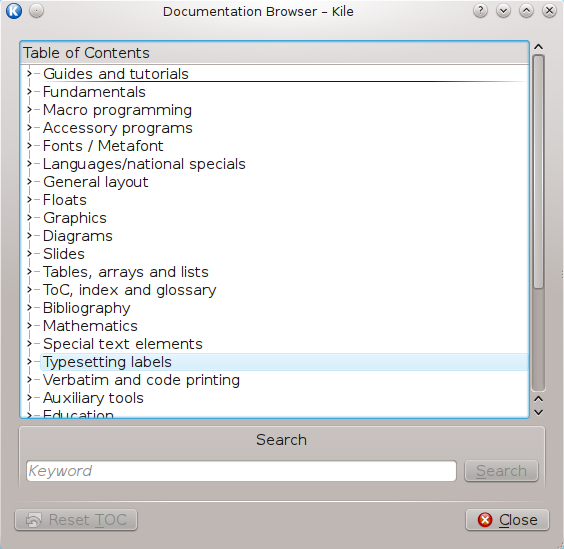 Documentation Browser – Kile
Table of Contents
Guides and tutorials
Fundamentals
Macro programming
Accessory programs
Fonts / Metafont
Languages/national specials
General layout
Floats
Graphics
Diagrams
Slides
Tables, arrays and lists
ToC, index and glossary
Bibliography
Mathematics
Special text elements
Typesetting labels
Verbatim and code printing
Auxiliary tools
Education
Search
Keyword
Search
Reset TOC
Close